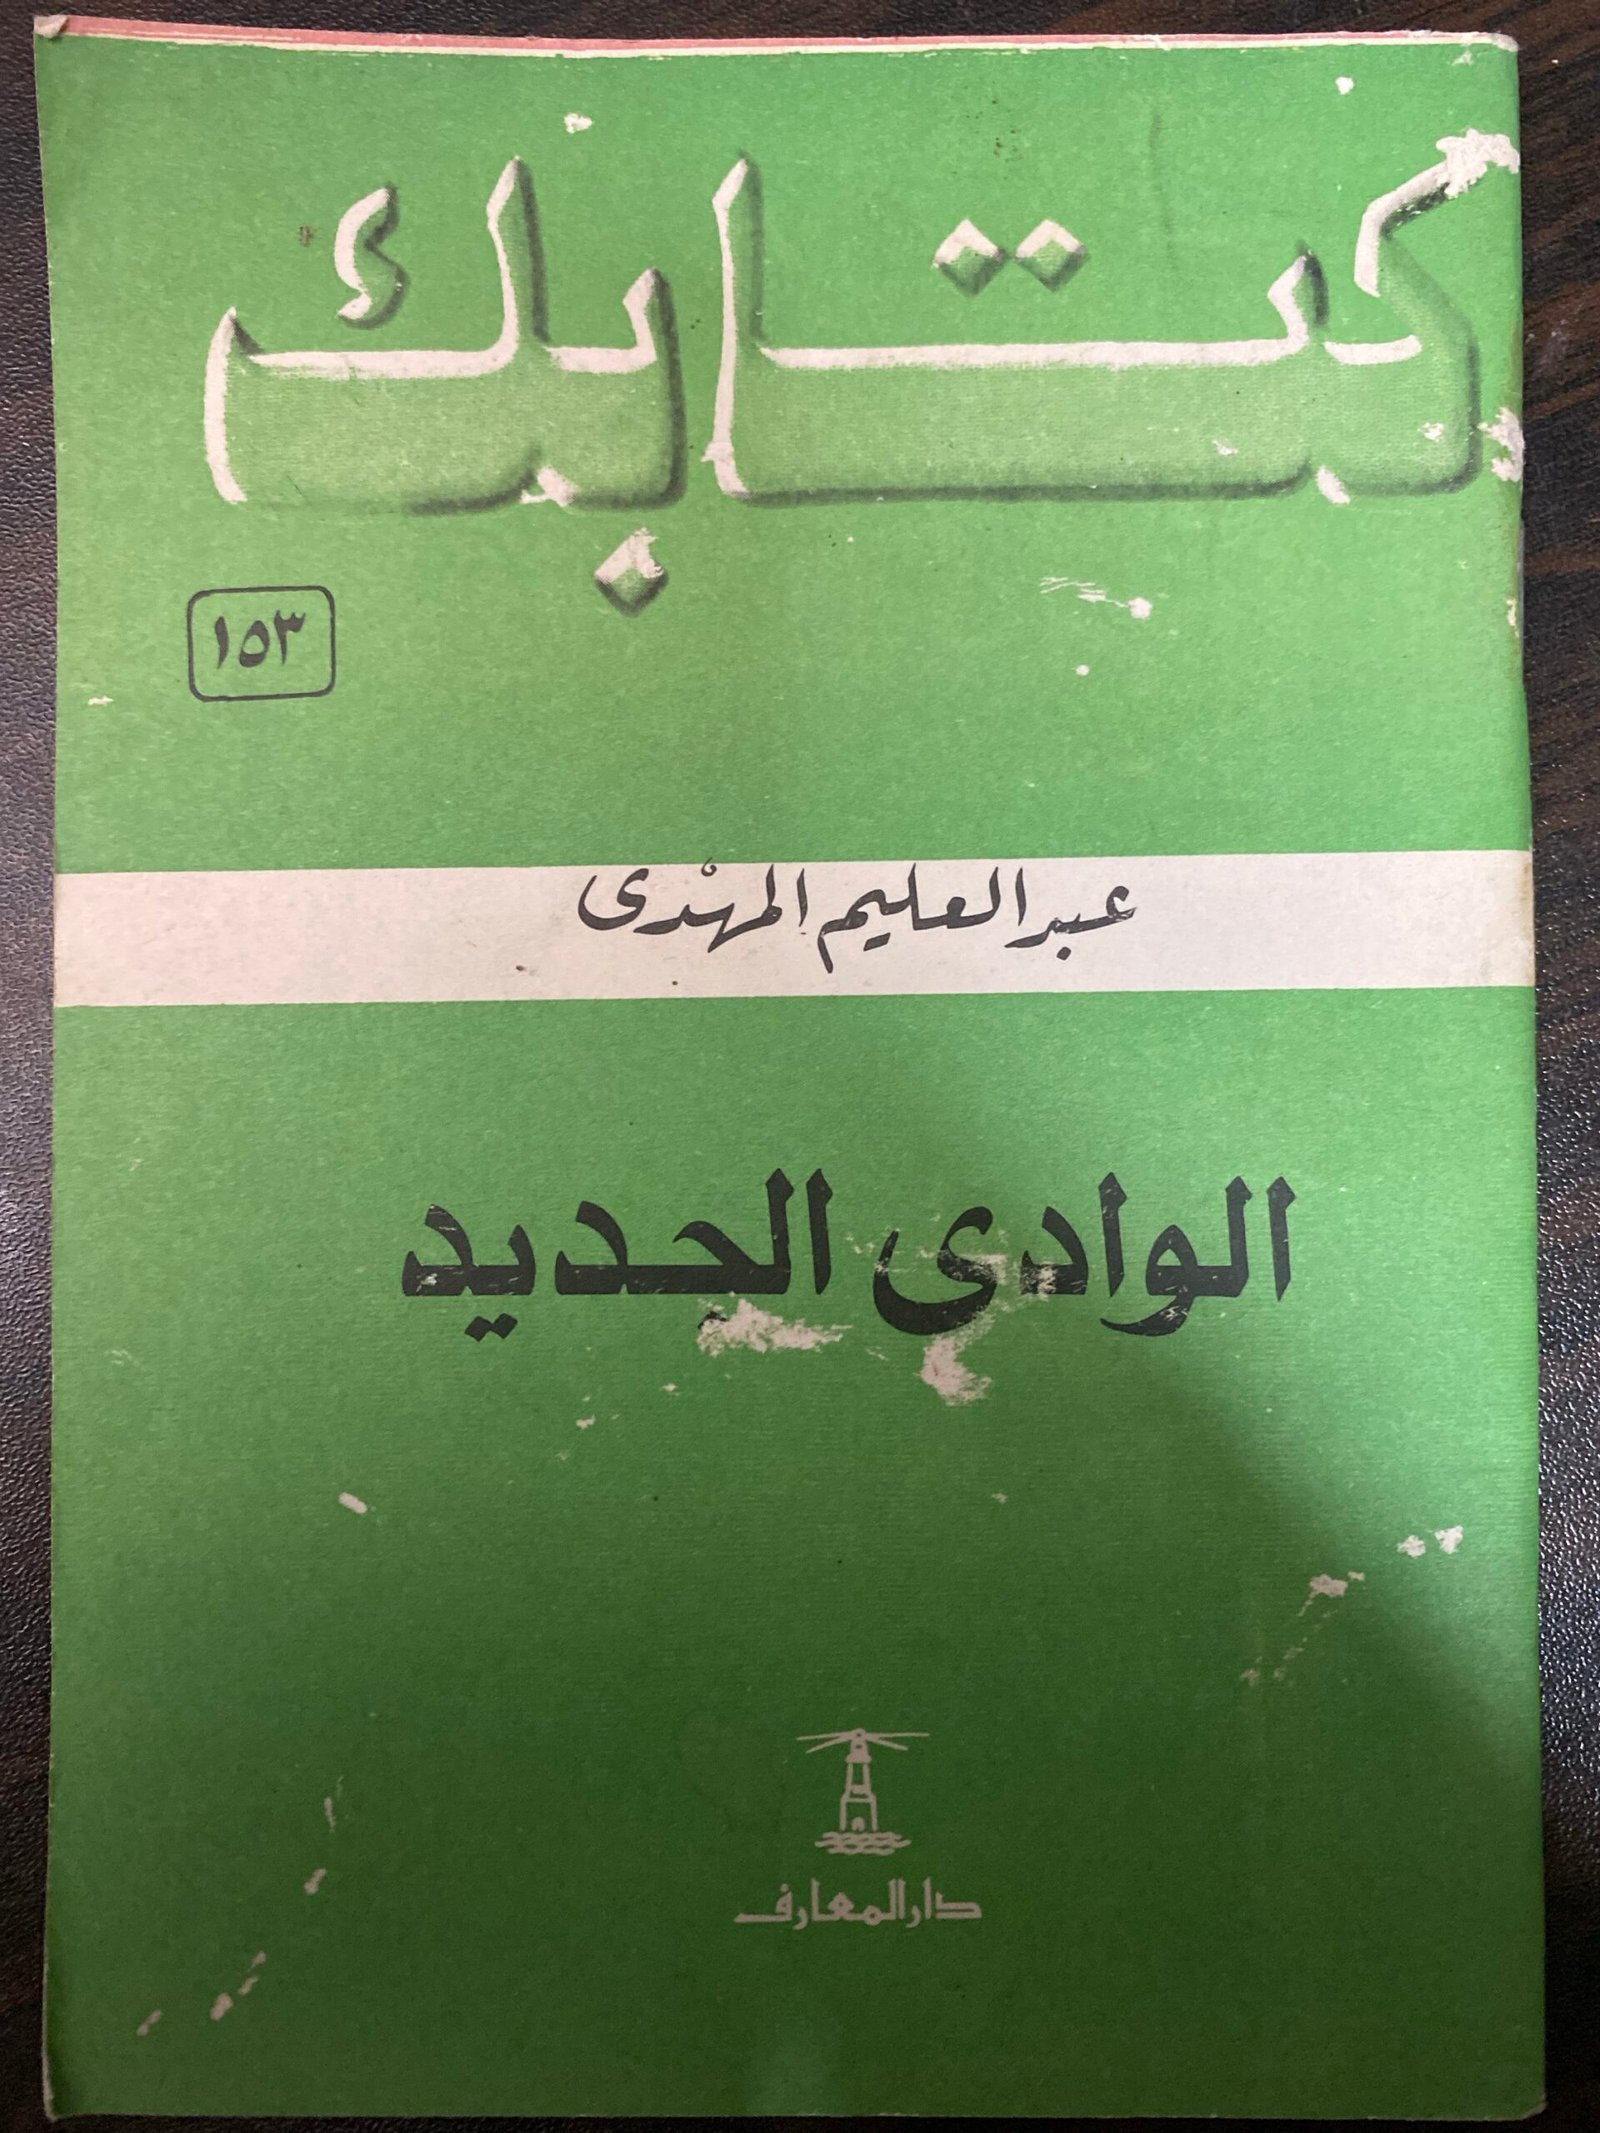 كتابك
١٥٣
عبد العليم المهدى
الوادى الجديد
دار المعارف